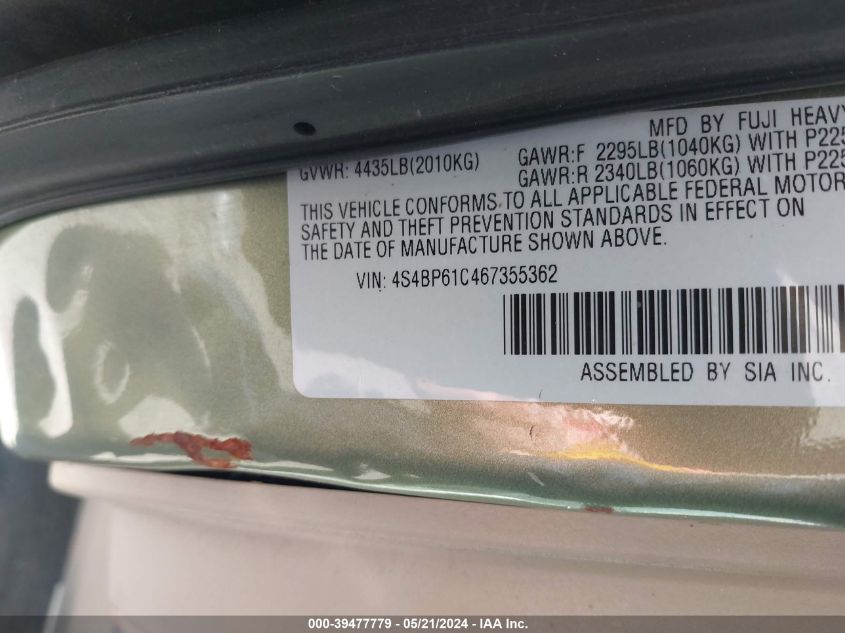 MFD BY FUJI HEAVY
GVWR: 4435LB(2010KG)
GAWR:F 2295LB(1040KG) WITH P225
GAWR:R 2340LB(1060KG) WITH P225
THIS VEHICLE CONFORMS TO ALL APPLICABLE FEDERAL MOTOR
SAFETY AND THEFT PREVENTION STANDARDS IN EFFECT ON
THE DATE OF MANUFACTURE SHOWN ABOVE.
VIN: 4S4BP61C467355362
ASSEMBLED BY SIA INC.
000-39477779 - 05/21/2024 - IAA Inc.